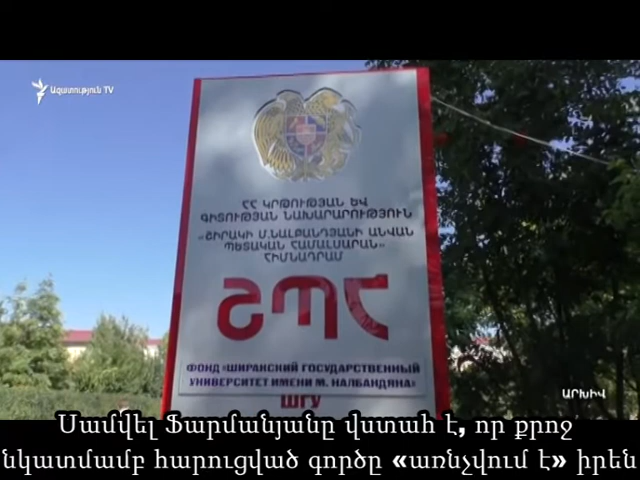 Ազատություն TV
ՀՀ ԿՐԹՈՒԹՅԱՆ ԵՎ
ԳԻՏՈՒԹՅԱՆ ՆԱԽԱՐԱՐՈՒԹՅՈՒՆ
«ՇԻՐԱԿԻ Մ.ՆԱԼԲԱՆԴՅԱՆԻ ԱՆՎԱՆ
ՊԵՏԱԿԱՆ ՀԱՄԱԼՍԱՐԱՆ»
ՀԻՄՆԱԴՐԱՄ
ՇՊՀ
ФОНД «ШИРАКСКИЙ ГОСУДАРСТВЕННЫЙ
УНИВЕРСИТЕТ ИМЕНИ М. НАЛБАНДЯНА»
ШГУ
ԱՐԽԻՎ
Սամվել Ֆարմանյանը վստահ է, որ քրոջ
նկատմամբ հարուցված գործը «առնչվում է» իրեն